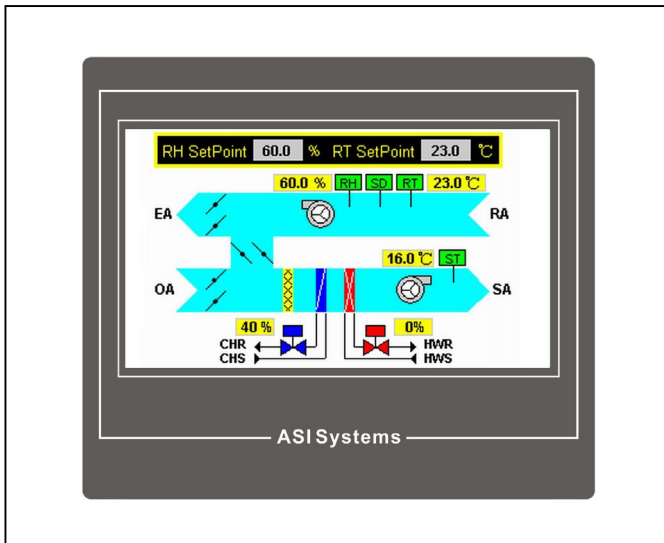 RH SetPoint 60.0 % RT SetPoint 23.0 ℃
60.0 % RH SD RT 23.0 ℃
EA RA
16.0 ℃ ST
OA SA
40 % 0%
CHR HWR
CHS HWS
ASI Systems